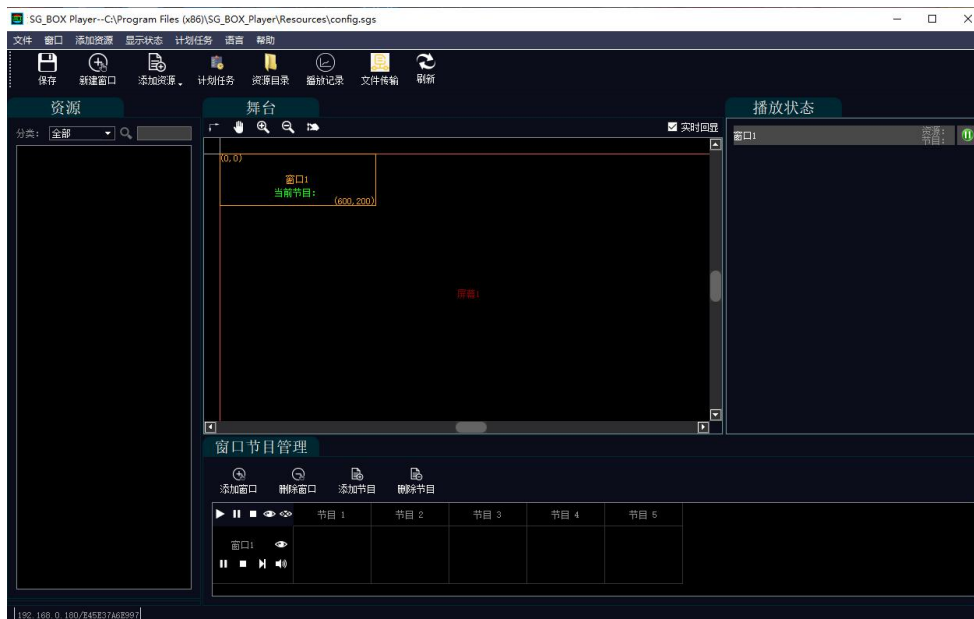 SG_BOX Player--C:\Program Files (x86)\SG_BOX_Player\Resources\config.sgs
文件 窗口 添加资源 显示状态 计划任务 语言 帮助
保存 新建窗口 添加资源 计划任务 资源目录 播放记录 文件传输 刷新
资源 舞台 播放状态
分类： 全部
实时回显
窗口1 资源：
节目：
(0,0)
窗口1
当前节目：
(600,200)
屏幕1
窗口节目管理
添加窗口 删除窗口 添加节目 删除节目
节目 1 节目 2 节目 3 节目 4 节目 5
窗口1
192.168.0.180/E45E37A6E997